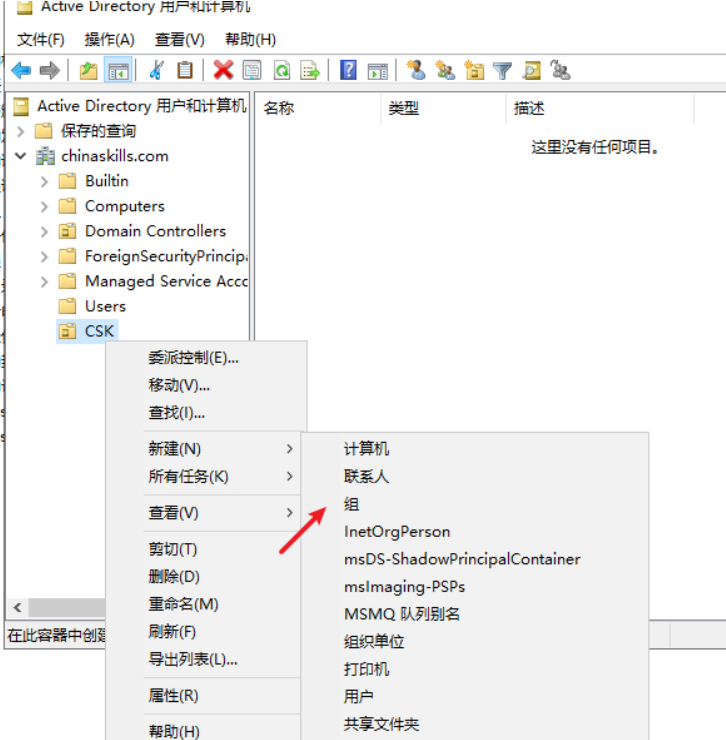 Active Directory 用户和计算机
文件(F) 操作(A) 查看(V) 帮助(H)
Active Directory 用户和计算机
保存的查询
chinaskills.com
Builtin
Computers
Domain Controllers
ForeignSecurityPrincip
Managed Service Acc
Users
CSK
名称 类型 描述
这里没有任何项目。
委派控制(E)...
移动(V)...
查找(I)...
新建(N)
所有任务(K)
查看(V)
剪切(T)
删除(D)
重命名(M)
刷新(F)
导出列表(L)...
属性(R)
帮助(H)
计算机
联系人
组
InetOrgPerson
msDS-ShadowPrincipalContainer
msImaging-PSPs
MSMQ 队列别名
组织单位
打印机
用户
共享文件夹
在此容器中创建